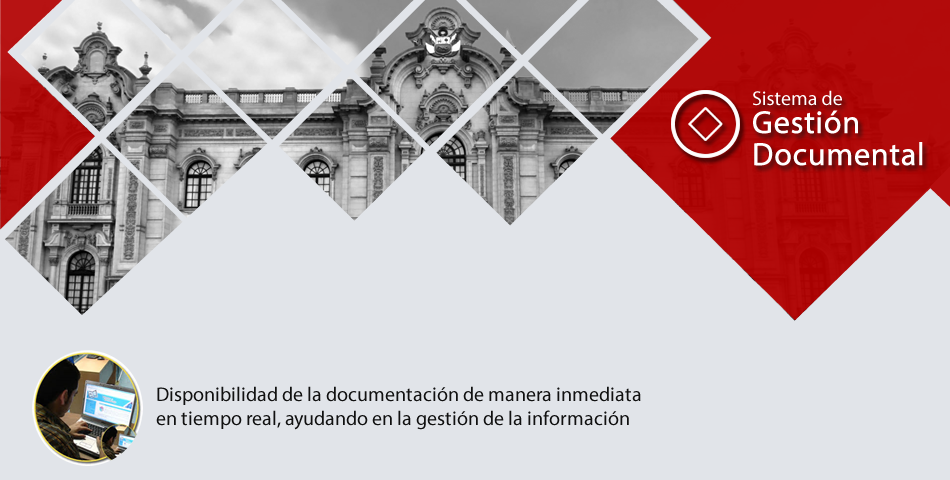 Sistema de
Gestión
Documental
Disponibilidad de la documentación de manera inmediata
en tiempo real, ayudando en la gestión de la información